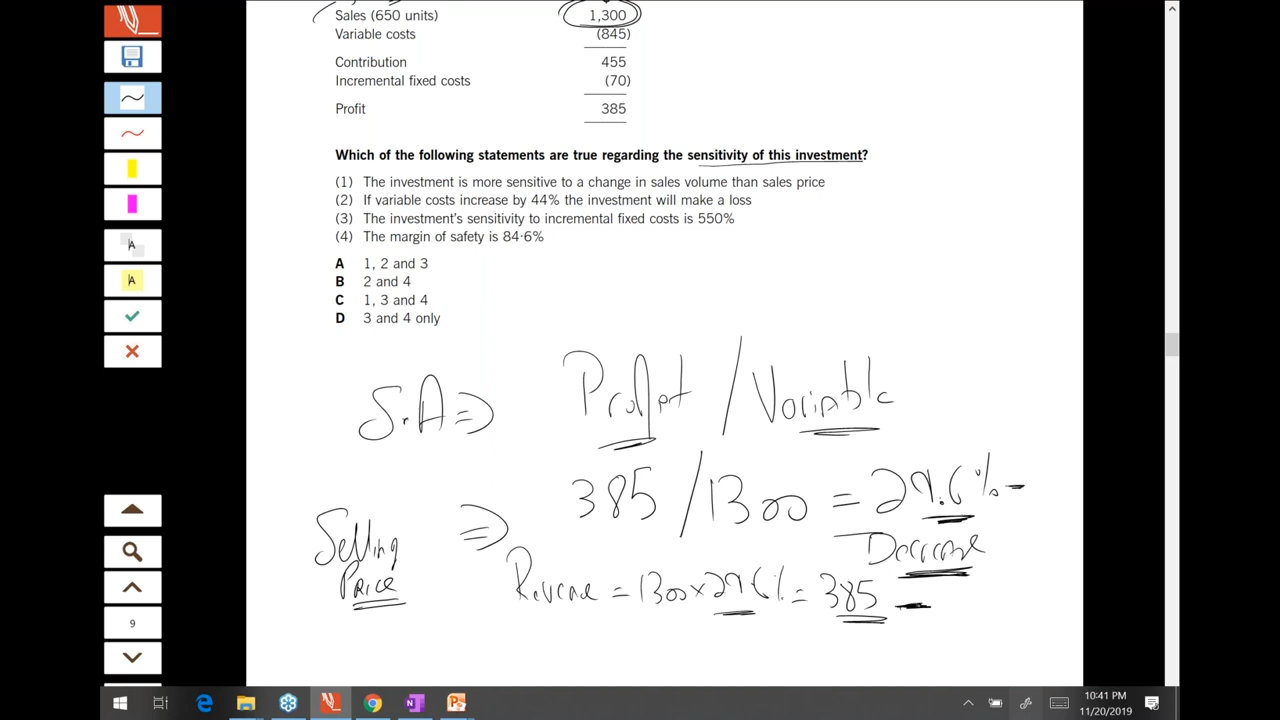 Sales (650 units) 1,300
Variable costs (845)
Contribution 455
Incremental fixed costs (70)
Profit 385
Which of the following statements are true regarding the sensitivity of this investment?
(1) The investment is more sensitive to a change in sales volume than sales price
(2) If variable costs increase by 44% the investment will make a loss
(3) The investment's sensitivity to incremental fixed costs is 550%
(4) The margin of safety is 84·6%
A 1, 2 and 3
B 2 and 4
C 1, 3 and 4
D 3 and 4 only
S.A => Profit / Variable
385 / 1300 = 29.6 %
Decrease
Selling
Price
=> Revenue = 1300 x 29.6% = 385
A
A
9
10:41 PM
11/20/2019